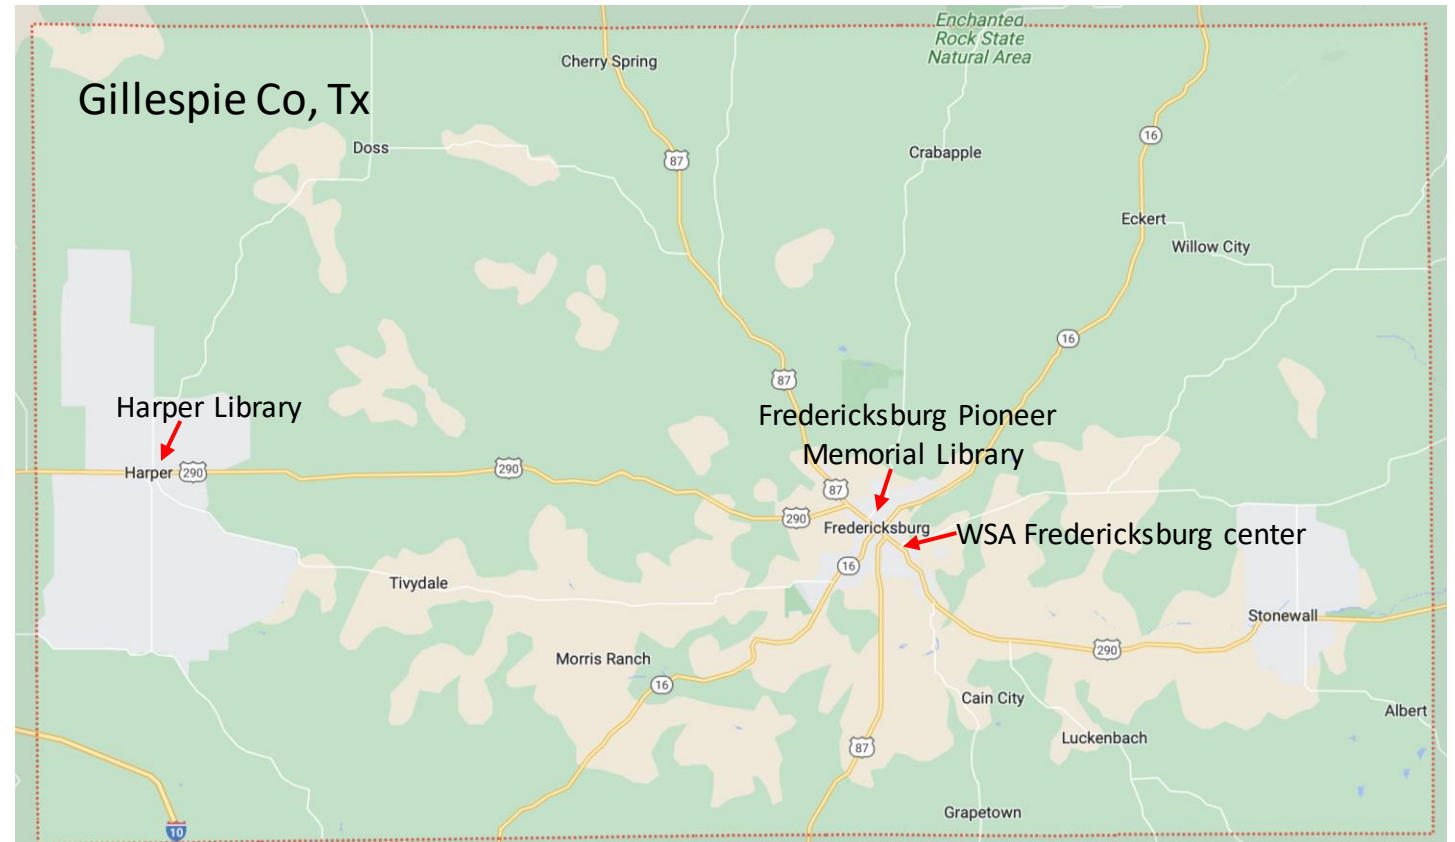 Enchanted
Rock State
Natural Area
Cherry Spring
Gillespie Co, Tx
16
Doss
87
Crabapple
Eckert
Willow City
16
87
Harper Library
Fredericksburg Pioneer
Memorial Library
Harper
290
290
87
290
Fredericksburg
WSA Fredericksburg center
16
Tivydale
Stonewall
290
Morris Ranch
16
Cain City
Albert
Luckenbach
87
Grapetown
10